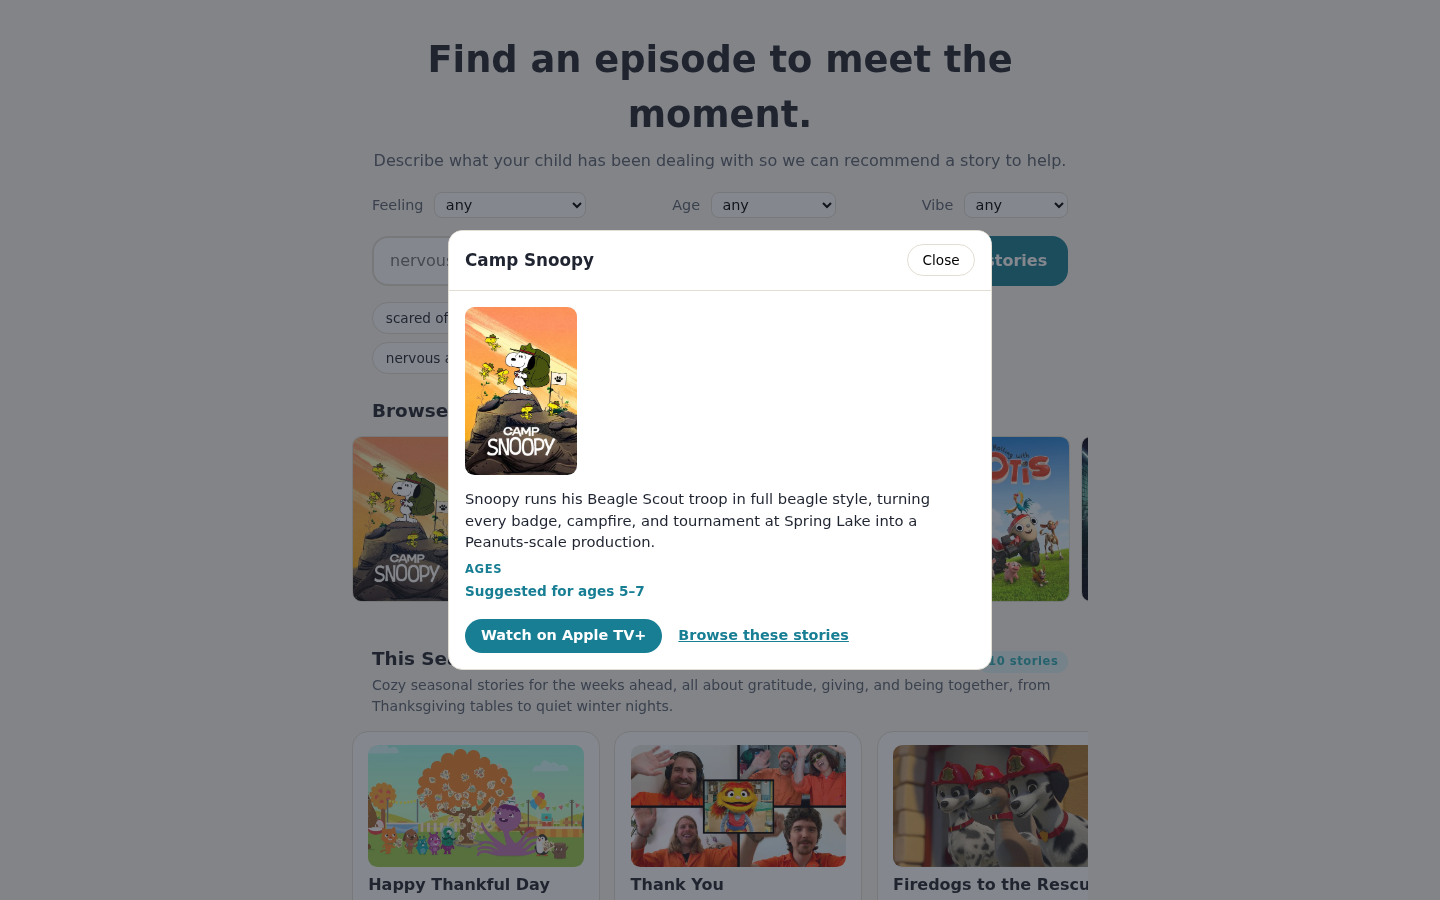 Find an episode to meet the
moment.
Describe what your child has been dealing with so we can recommend a story to help.
Feeling any Age any Vibe any
stories
scared of
Camp Snoopy
Close
CAMP
SNOOPY
Snoopy runs his Beagle Scout troop in full beagle style, turning
every badge, campfire, and tournament at Spring Lake into a
Peanuts-scale production.
AGES
Suggested for ages 5–7
Watch on Apple TV+ Browse these stories
nervous
Browse
CAMP
SNOOPY
OTIS
10 stories
Cozy seasonal stories for the weeks ahead, all about gratitude, giving, and being together, from
Thanksgiving tables to quiet winter nights.
Happy Thankful Day
Thank You
Firedogs to the